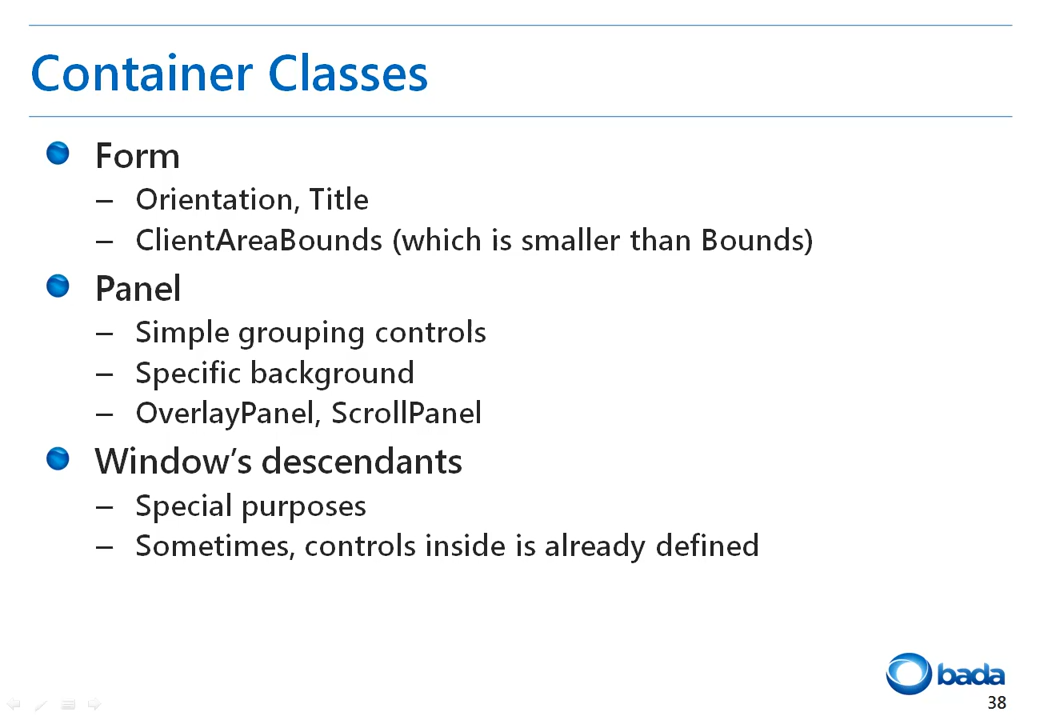 Container Classes
Form
– Orientation, Title
– ClientAreaBounds (which is smaller than Bounds)
Panel
– Simple grouping controls
– Specific background
– OverlayPanel, ScrollPanel
Window’s descendants
– Special purposes
– Sometimes, controls inside is already defined
bada
38